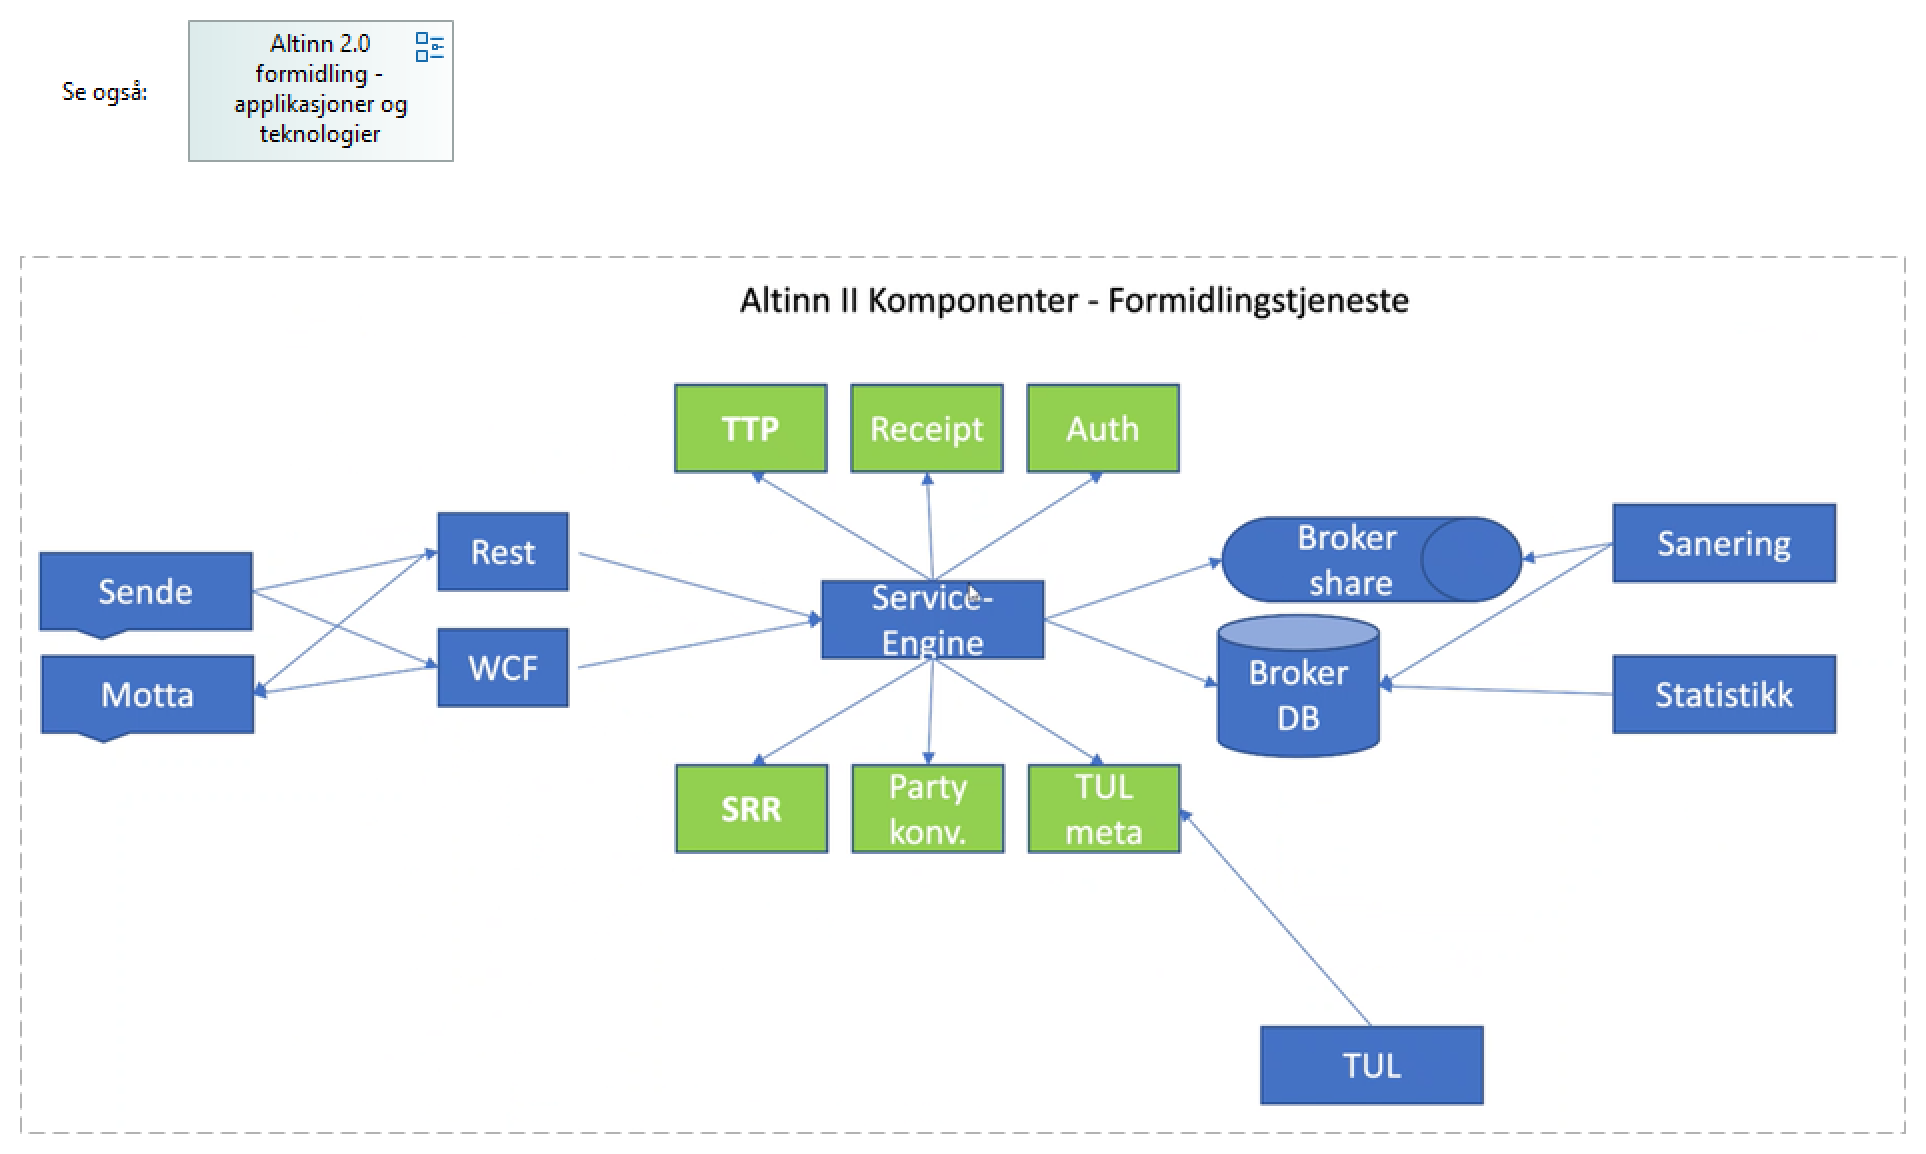 Se også:
Altinn 2.0
formidling -
applikasjoner og
teknologier
Altinn II Komponenter - Formidlingstjeneste
TTP
Receipt
Auth
Sende
Motta
Rest
WCF
Service-
Engine
Broker
share
Broker
DB
Sanering
Statistikk
SRR
Party
konv.
TUL
meta
TUL